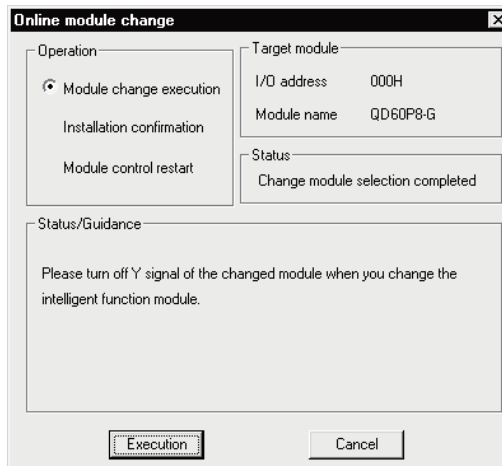 Online module change
Operation
Module change execution
Installation confirmation
Module control restart
Target module
I/O address 000H
Module name QD60P8-G
Status
Change module selection completed
Status/Guidance
Please turn off Y signal of the changed module when you change the
intelligent function module.
Execution
Cancel